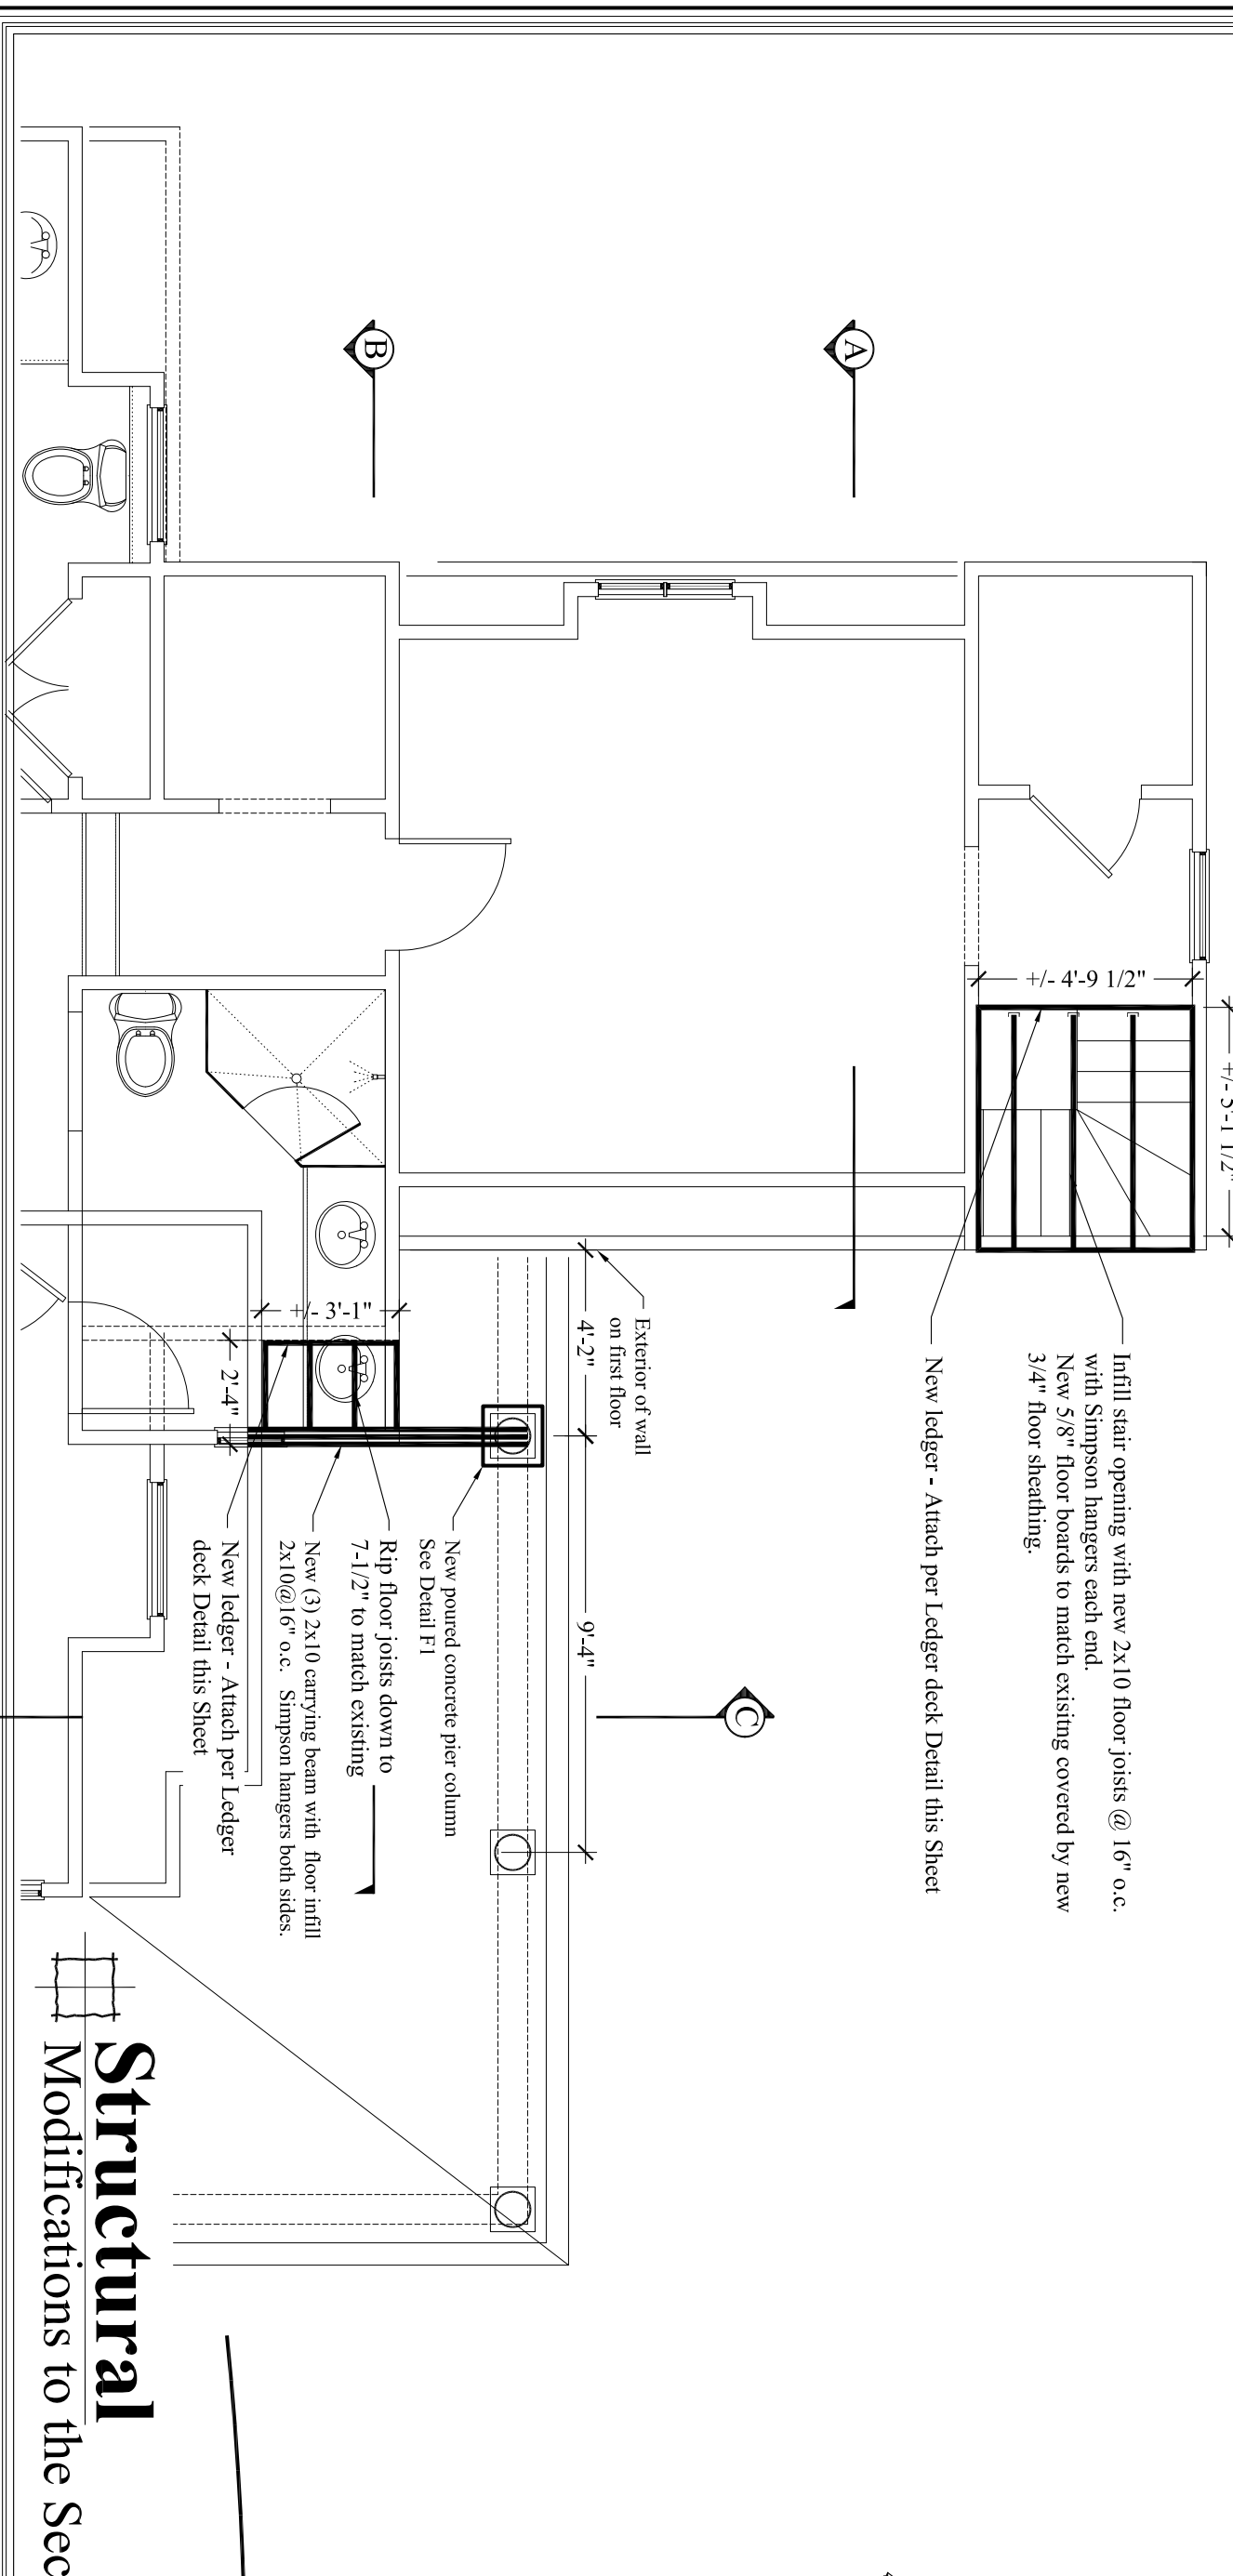 +/- 5'-1 1/2"
+/- 4'-9 1/2"
Infill stair opening with new 2x10 floor joists @ 16" o.c.
with Simpson hangers each end.
New 5/8" floor boards to match exisitng covered by new
3/4" floor sheathing.
New ledger - Attach per Ledger deck Detail this Sheet
A
C
Exterior of wall
on first floor
4'-2"
9'-4"
New poured concrete pier column
See Detail F1
B
Rip floor joists down to
7-1/2" to match existing
+/- 3'-1"
New (3) 2x10 carrying beam with floor infill
2x10@16" o.c. Simpson hangers both sides.
2'-4"
New ledger - Attach per Ledger
deck Detail this Sheet
Structural
Modifications to the Sec